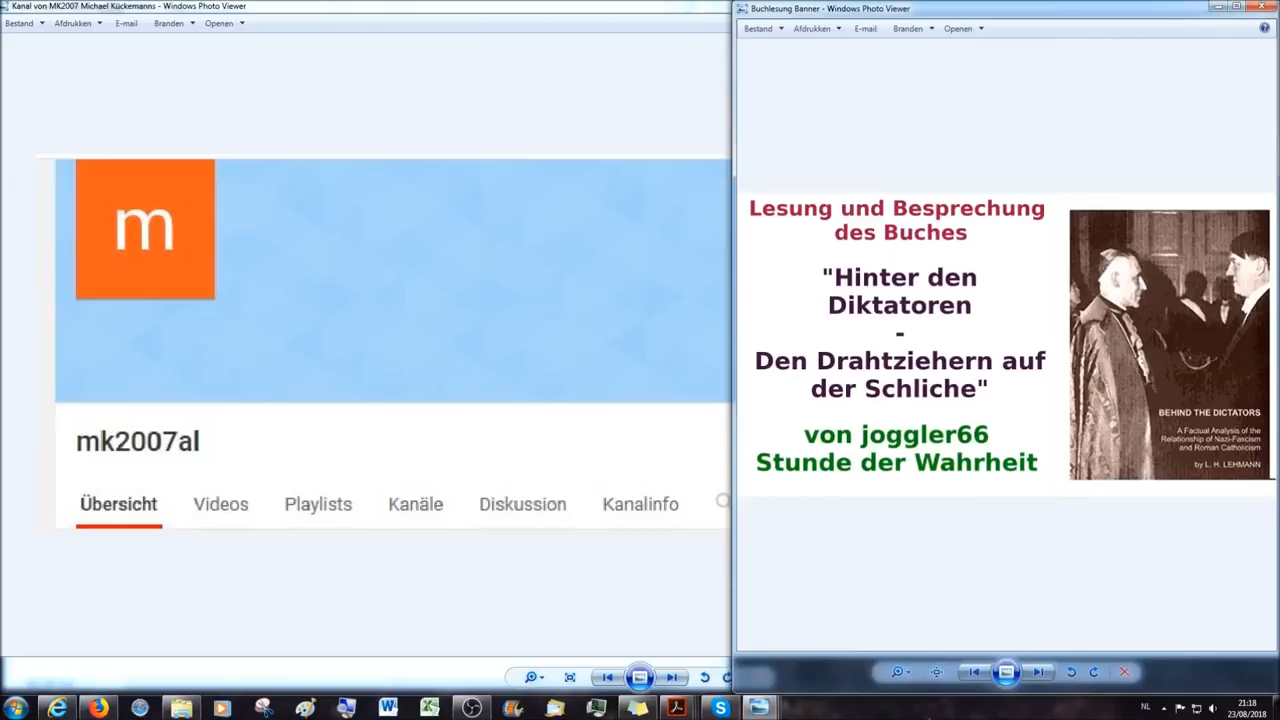 Kanal von MK2007 Michael Kückemanns - Windows Photo Viewer
Bestand Afdrukken E-mail Branden Openen
m
mk2007al
Übersicht Videos Playlists Kanäle Diskussion Kanalinfo
Buchlesung Banner - Windows Photo Viewer
Bestand Afdrukken E-mail Branden Openen
Lesung und Besprechung
des Buches
"Hinter den
Diktatoren
-
Den Drahtziehern auf
der Schliche"
von joggler66
Stunde der Wahrheit
BEHIND THE DICTATORS
A Factual Analysis of the
Relationship of Nazi-Fascism
and Roman Catholicism
by L. H. LEHMANN
NL
21:18
23/08/2018